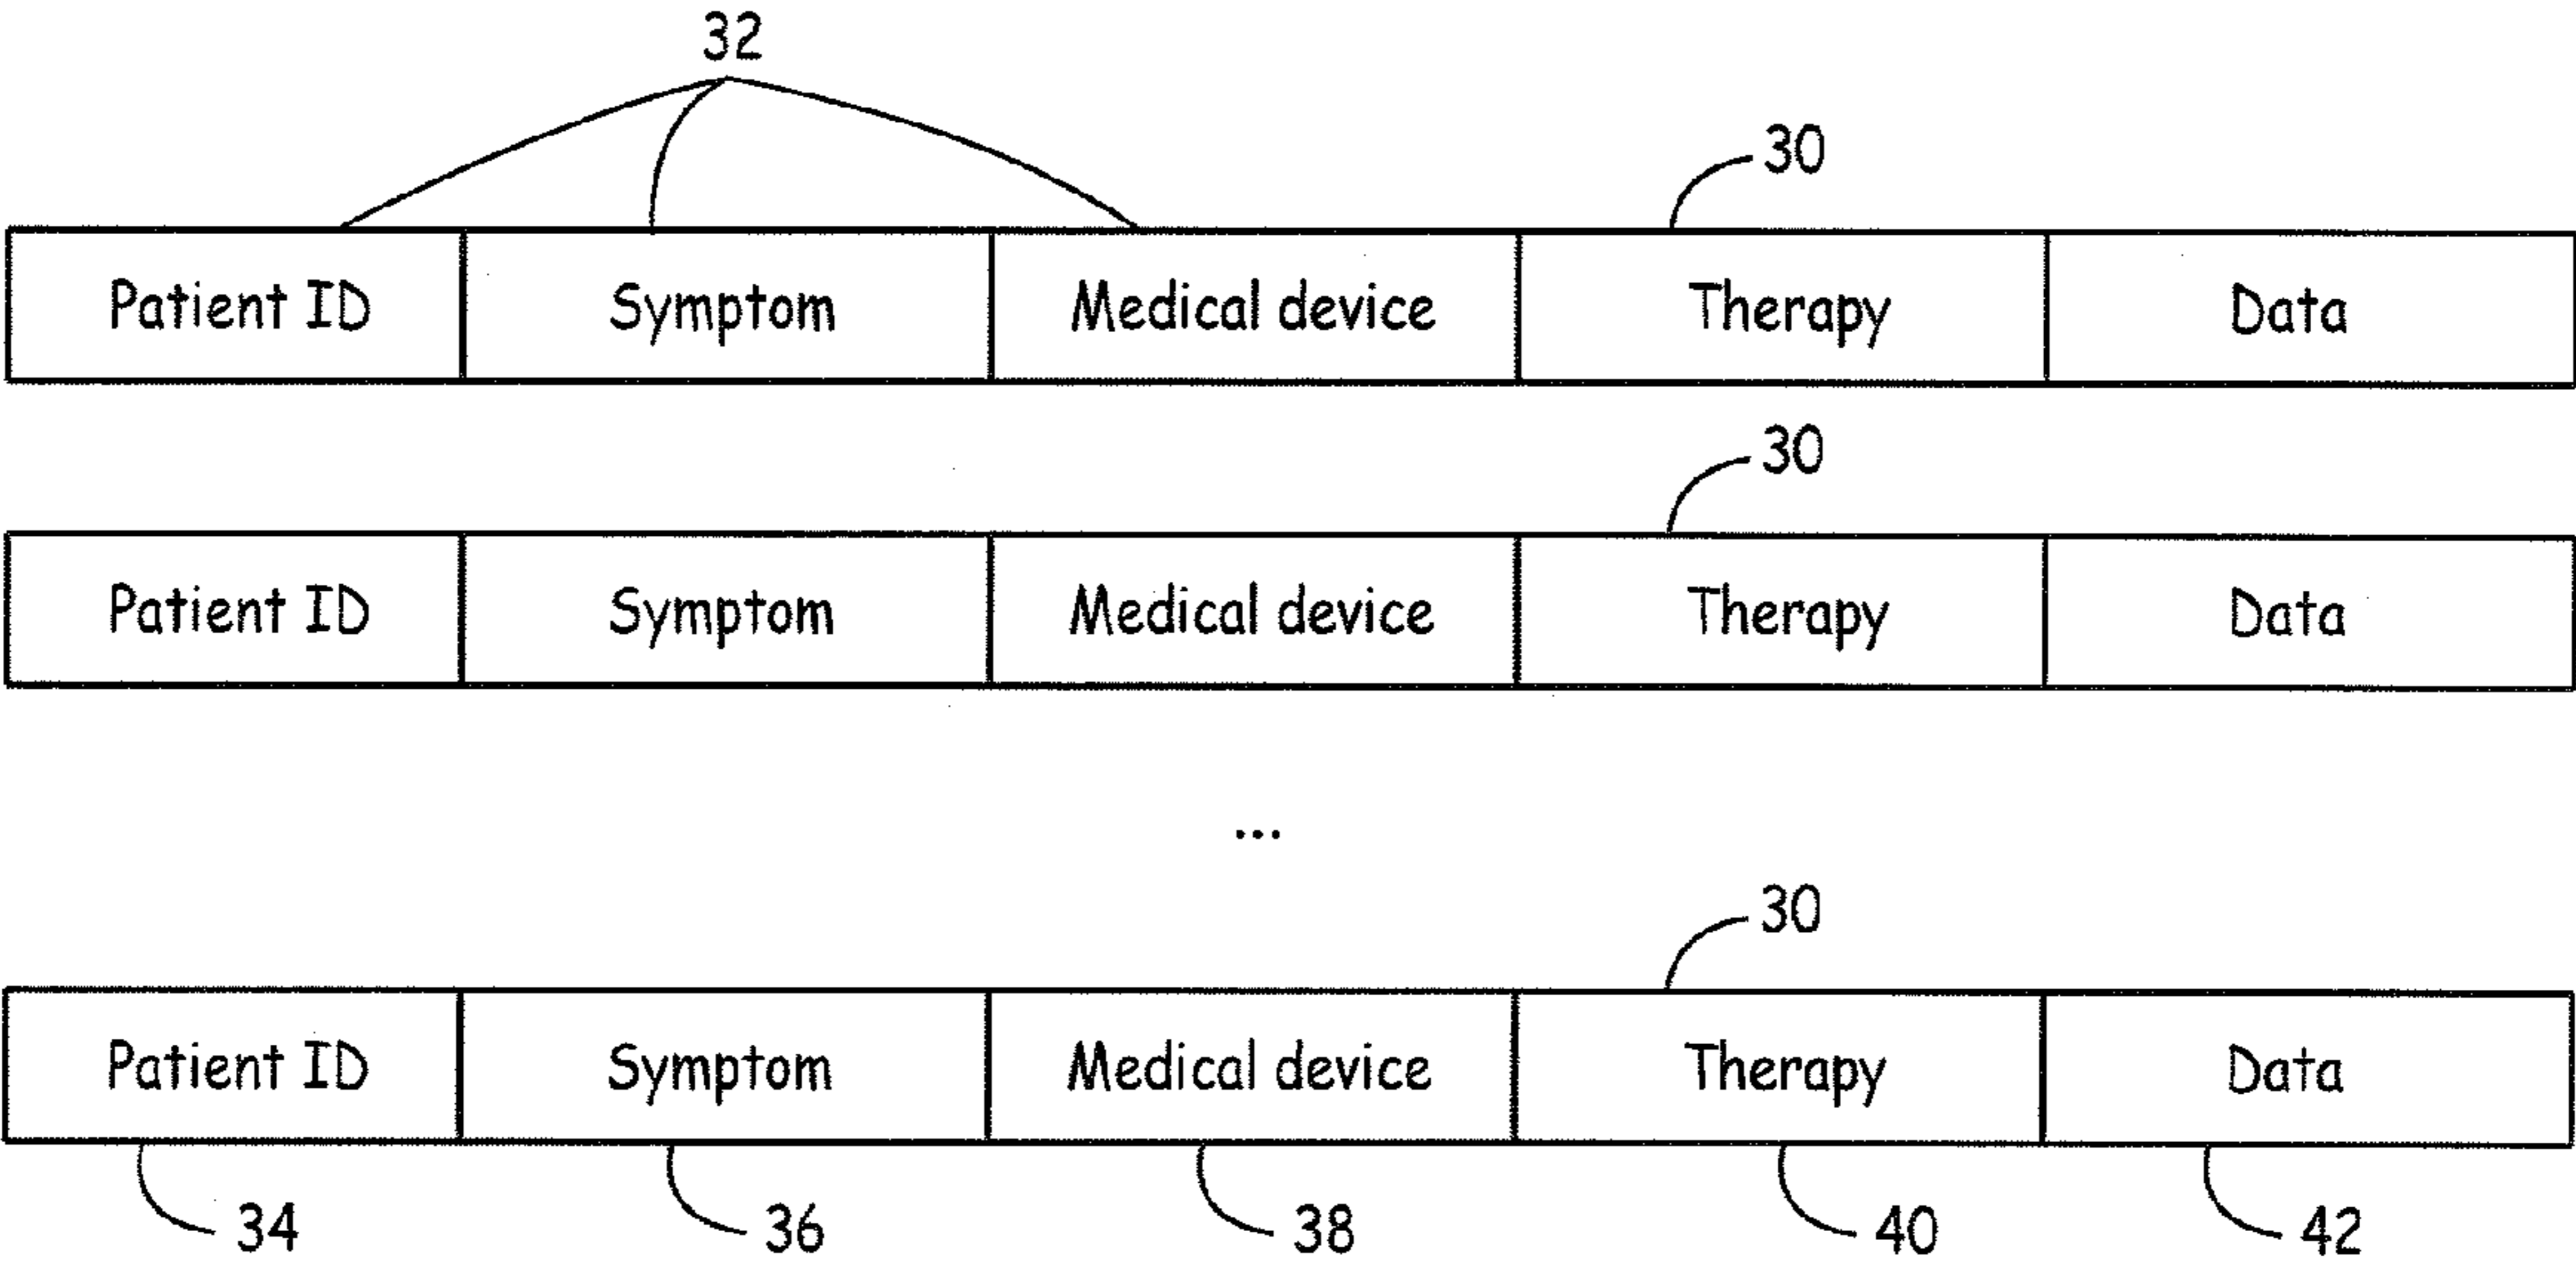 32
30
Patient ID Symptom Medical device Therapy Data
30
Patient ID Symptom Medical device Therapy Data
...
30
Patient ID Symptom Medical device Therapy Data
34 36 38 40 42